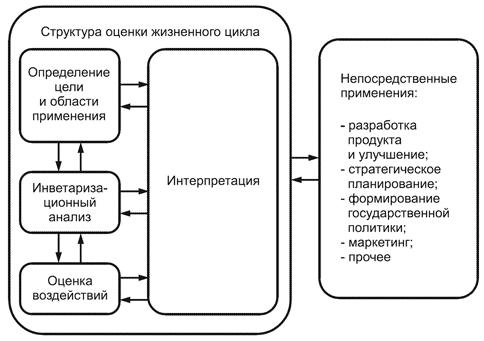 Структура оценки жизненного цикла
Определение
цели
и области
применения
Инветариза-
ционный
анализ
Оценка
воздействий
Интерпретация
Непосредственные
применения:
- разработка
продукта
и улучшение;
- стратегическое
планирование;
- формирование
государственной
политики;
- маркетинг;
- прочее